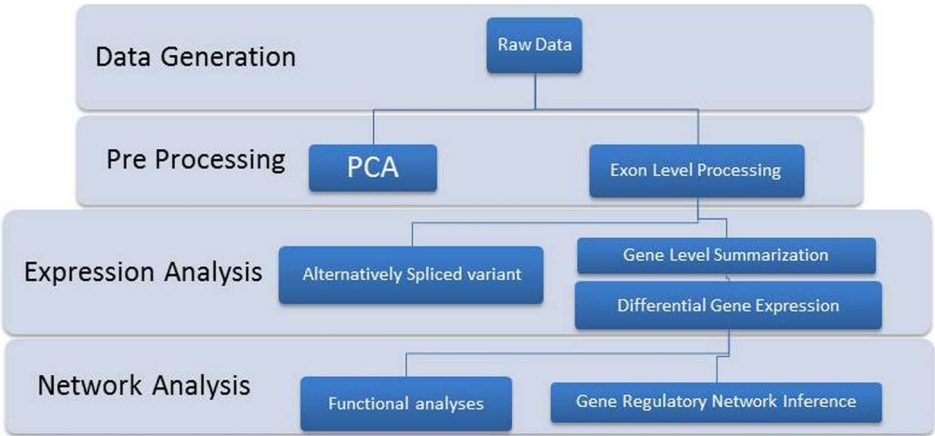 Data Generation
Raw Data
Pre Processing
PCA
Exon Level Processing
Expression Analysis
Alternatively Spliced variant
Gene Level Summarization
Differential Gene Expression
Network Analysis
Functional analyses
Gene Regulatory Network Inference